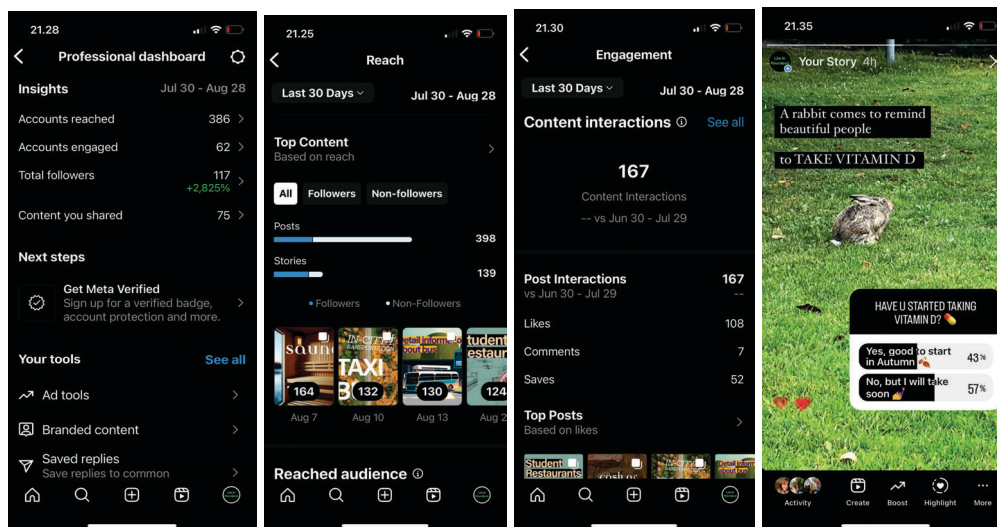 21.28
Professional dashboard
Insights
Jul 30 - Aug 28
Accounts reached
386
Accounts engaged
62
Total followers
117
+2,825%
Content you shared
75
Next steps
Get Meta Verified
Sign up for a verified badge,
account protection and more.
Your tools
See all
Ad tools
Branded content
Saved replies
Save replies to common
21.25
Reach
Last 30 Days
Jul 30 - Aug 28
Top Content
Based on reach
All
Followers
Non-followers
Posts
398
Stories
139
Followers
Non-Followers
saun
164
IN-CITY
TAXI
132
130
tudent
estaur
124
Aug 7
Aug 10
Aug 13
Aug 2
Reached audience
21.30
Engagement
Last 30 Days
Jul 30 - Aug 28
Content interactions
See all
167
Content Interactions
-- vs Jun 30 - Jul 29
Post Interactions
167
vs Jun 30 - Jul 29
--
Likes
108
Comments
7
Saves
52
Top Posts
Based on likes
Student
Restaurants
21.35
Your Story 4h
A rabbit comes to remind
beautiful people
to TAKE VITAMIN D
HAVE U STARTED TAKING
VITAMIN D?
Yes, good to start
in Autumn
43%
No, but I will take
soon
57%
Activity
Create
Boost
Highlight
More